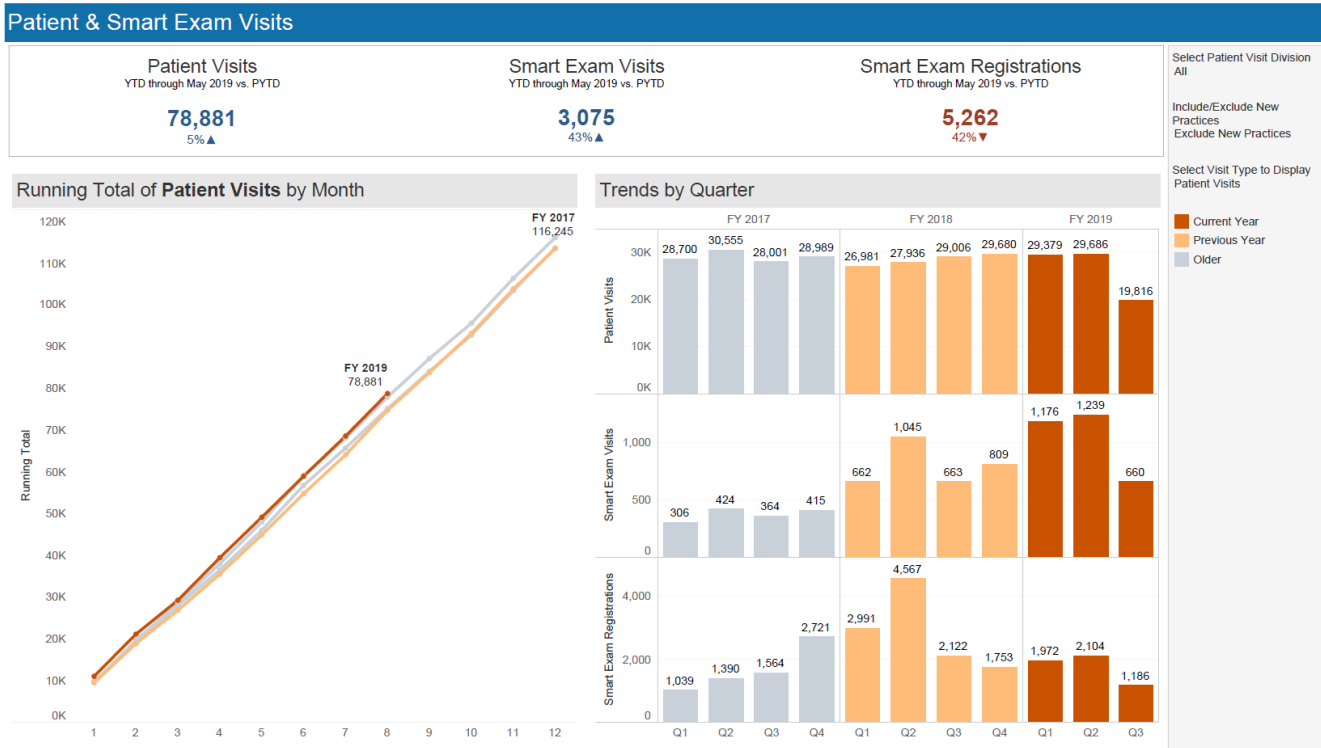 Patient & Smart Exam Visits
Patient Visits
YTD through May 2019 vs. PYTD
78,881
5%▲
Smart Exam Visits
YTD through May 2019 vs. PYTD
3,075
43%▲
Smart Exam Registrations
YTD through May 2019 vs. PYTD
5,262
42%▼
Select Patient Visit Division
All
Include/Exclude New
Practices
Exclude New Practices
Select Visit Type to Display
Patient Visits
Current Year
Previous Year
Older
Running Total of Patient Visits by Month
120K
110K
100K
90K
80K
70K
60K
50K
40K
30K
20K
10K
0K
Running Total
FY 2017
116,245
FY 2019
78,881
1 2 3 4 5 6 7 8 9 10 11 12
Trends by Quarter
FY 2017 FY 2018 FY 2019
Patient Visits
30K
20K
10K
0K
28,700 30,555 28,001 28,989 26,981 27,936 29,006 29,680 29,379 29,686 19,816
Smart Exam Visits
1,000
500
0
306 424 364 415 662 1,045 663 809 1,176 1,239 660
Smart Exam Registrations
4,000
2,000
0
1,039 1,390 1,564 2,721 2,991 4,567 2,122 1,753 1,972 2,104 1,186
Q1 Q2 Q3 Q4 Q1 Q2 Q3 Q4 Q1 Q2 Q3